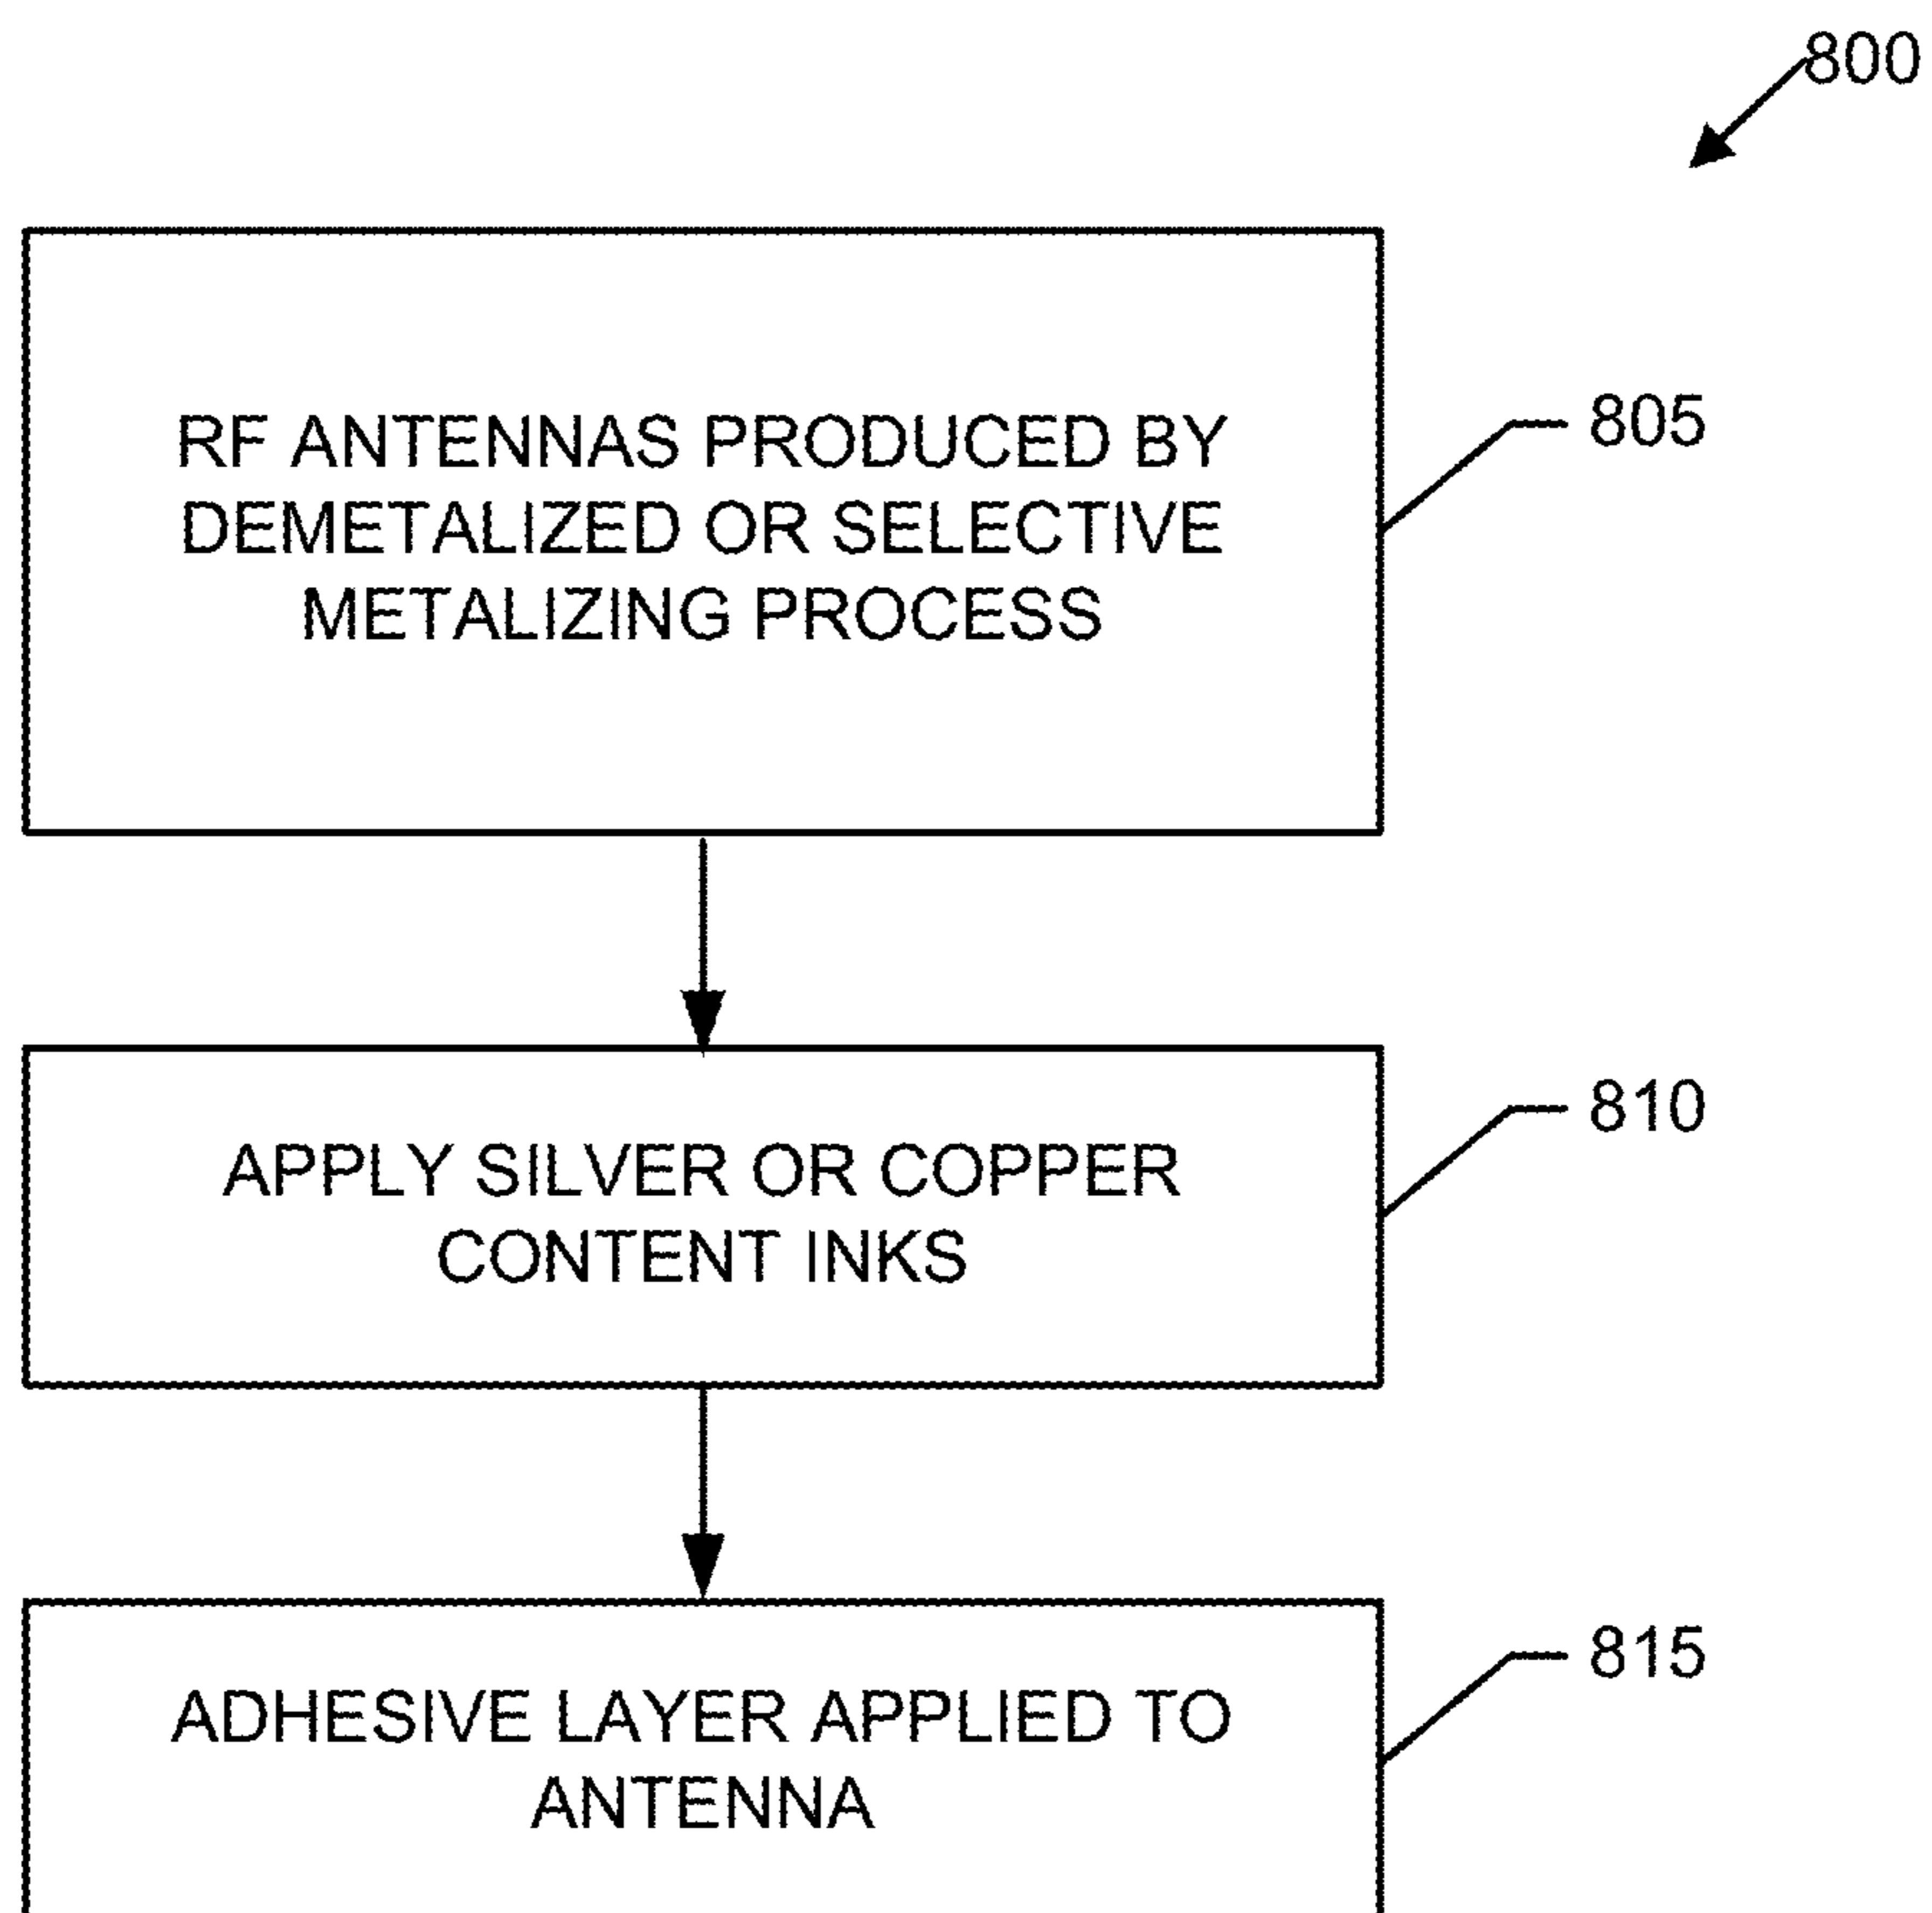 800
RF ANTENNAS PRODUCED BY
DEMETALIZED OR SELECTIVE
METALIZING PROCESS
805
APPLY SILVER OR COPPER
CONTENT INKS
810
ADHESIVE LAYER APPLIED TO
ANTENNA
815